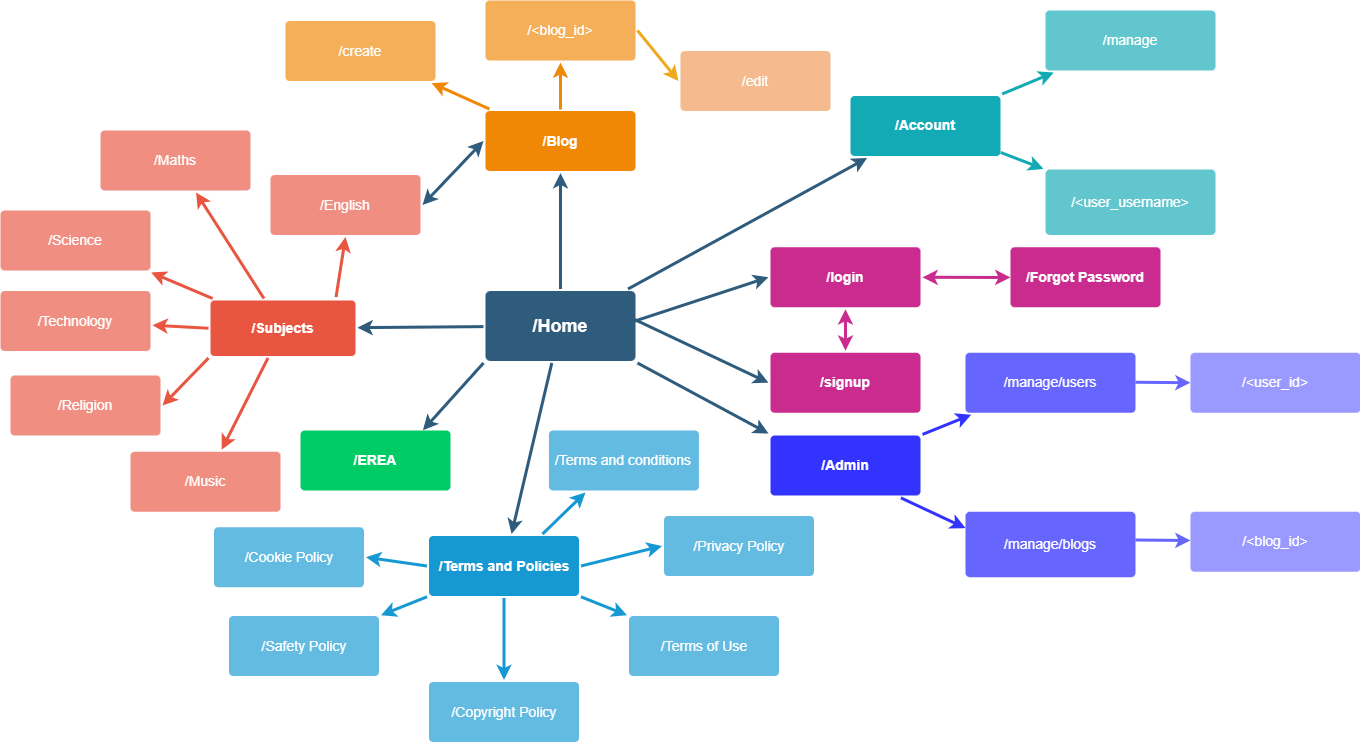 /<blog_id>
/create
/manage
/edit
/Account
/Blog
/Maths
/English
/<user_username>
/Science
/login
/Forgot Password
/Technology
/Subjects
/Home
/signup
/manage/users
/<user_id>
/Religion
/EREA
/Terms and conditions
/Admin
/Music
/manage/blogs
/<blog_id>
/Privacy Policy
/Cookie Policy
/Terms and Policies
/Safety Policy
/Terms of Use
/Copyright Policy